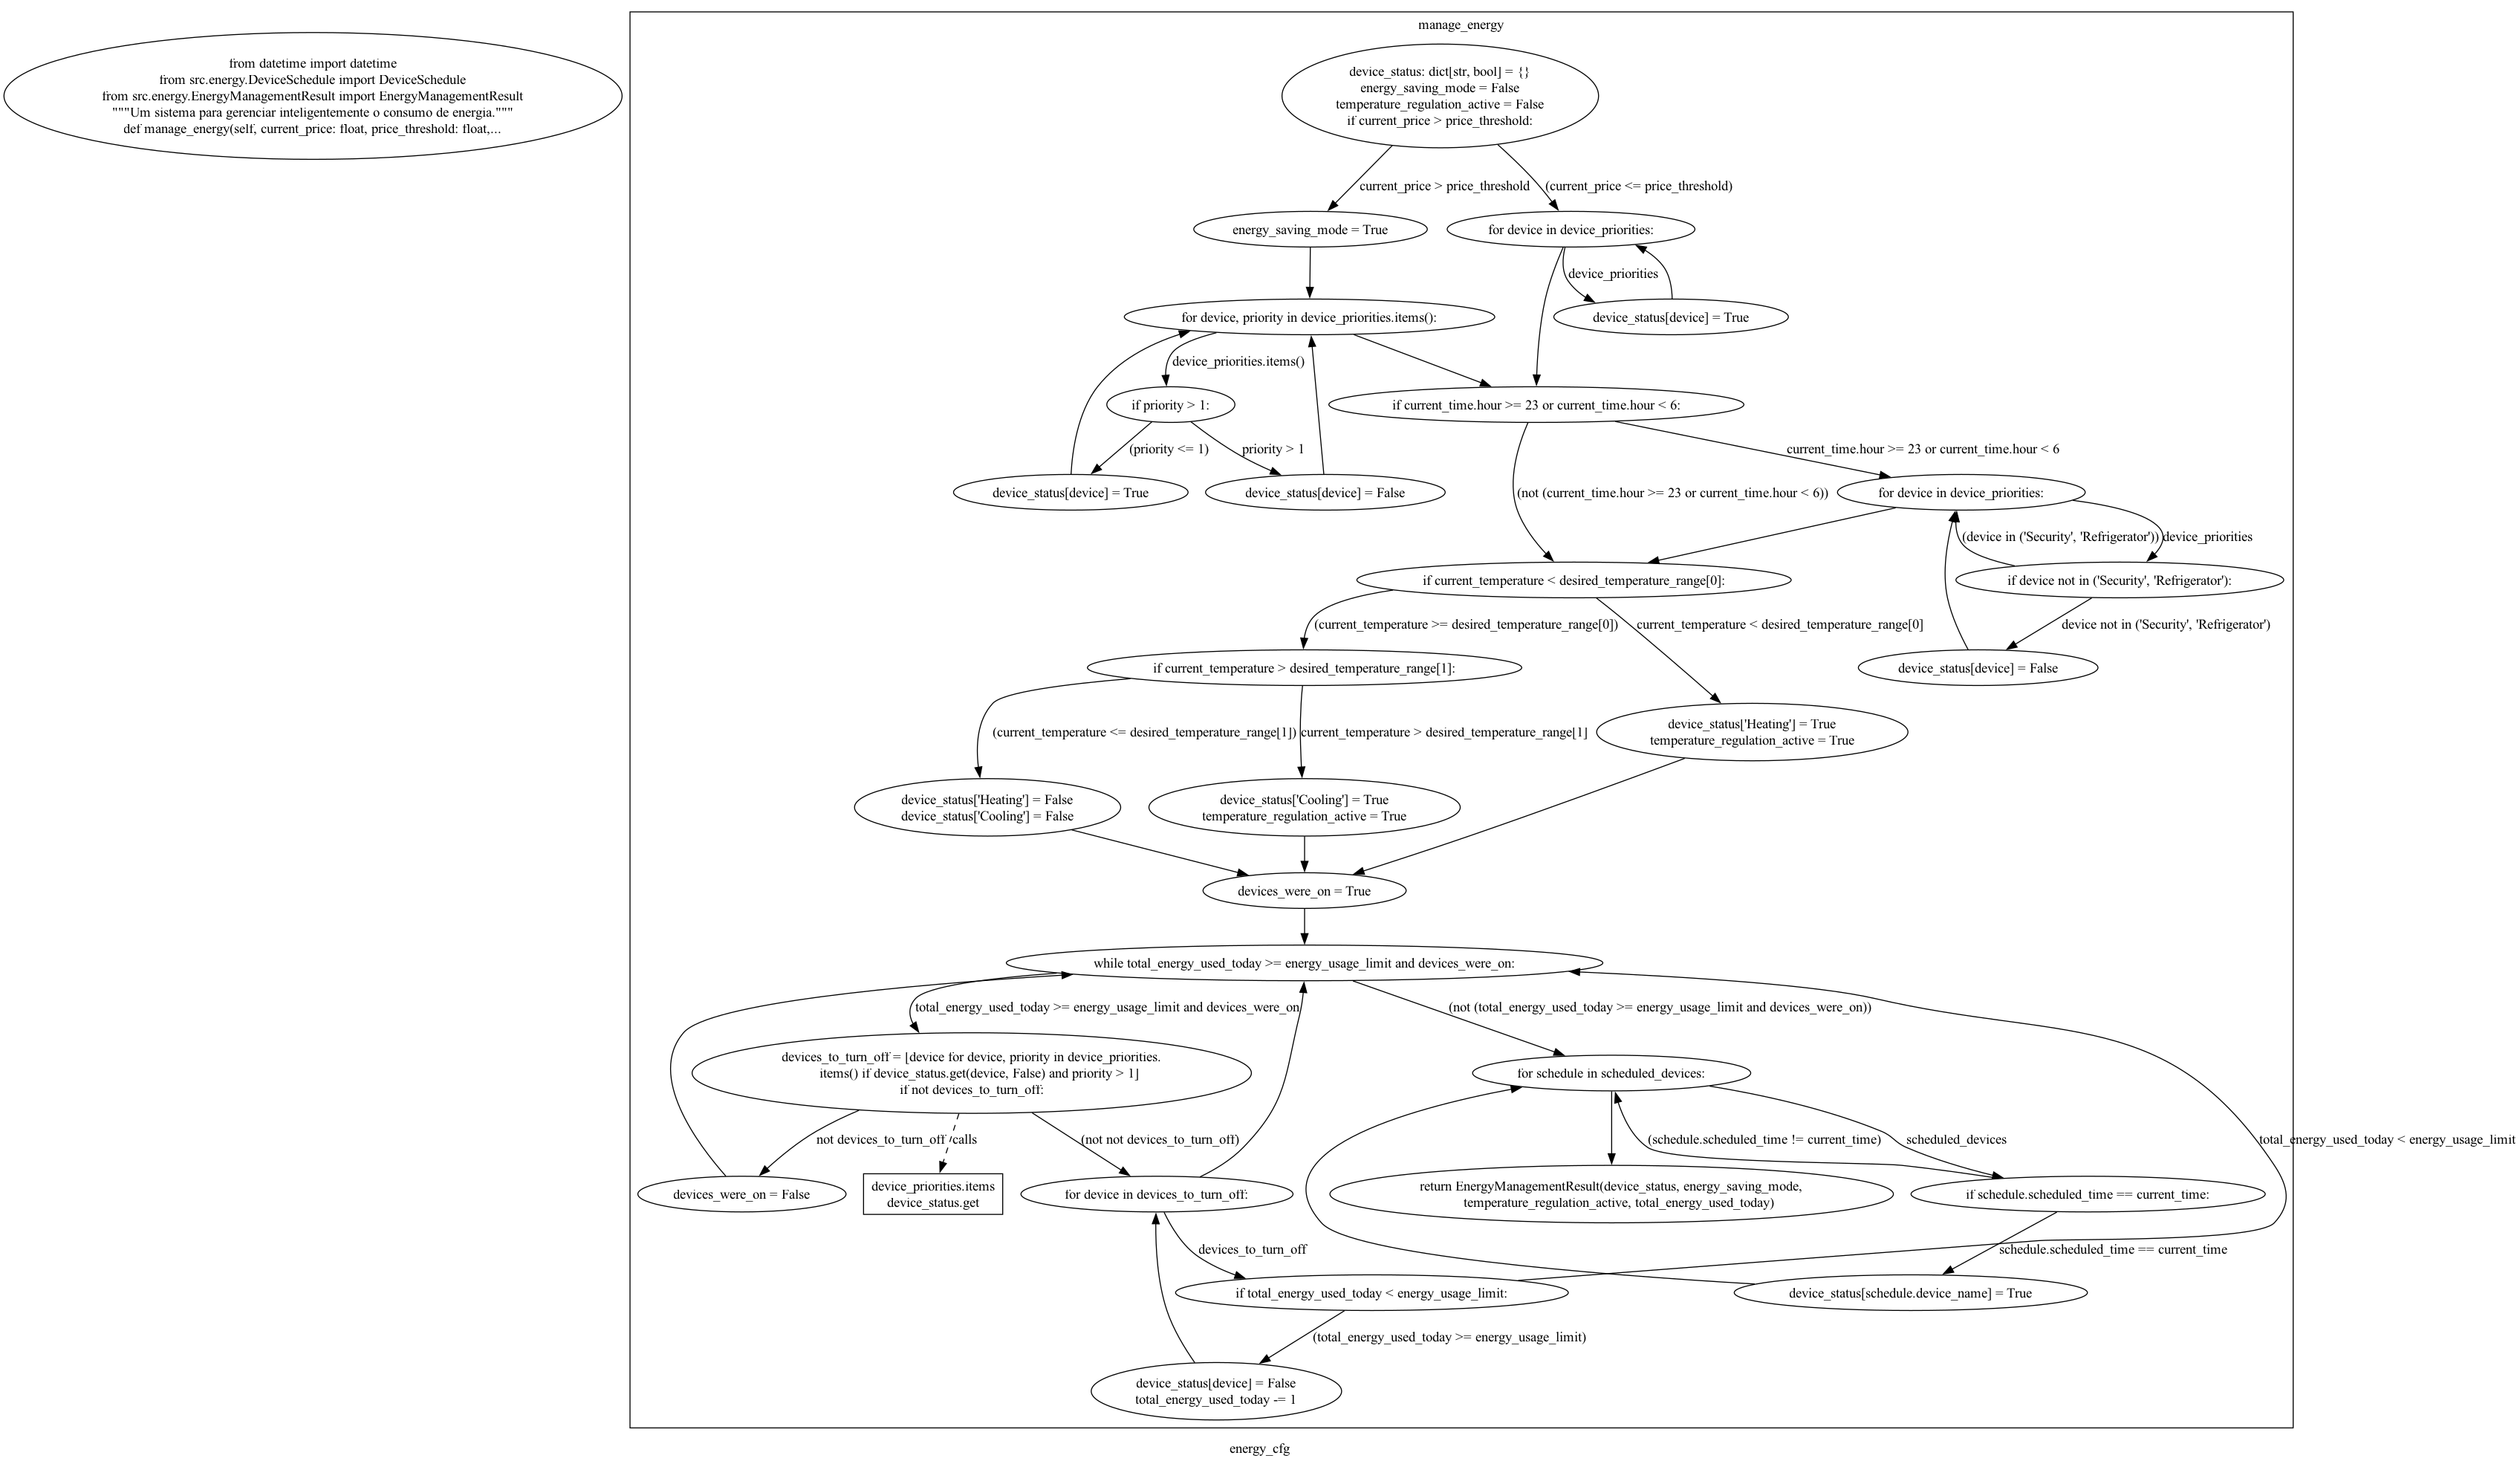 manage_energy
from datetime import datetime
from src.energy.DeviceSchedule import DeviceSchedule
from src.energy.EnergyManagementResult import EnergyManagementResult
"""Um sistema para gerenciar inteligentemente o consumo de energia."""
def manage_energy(self, current_price: float, price_threshold: float,...
device_status: dict[str, bool] = {}
energy_saving_mode = False
temperature_regulation_active = False
if current_price > price_threshold:
current_price > price_threshold
(current_price <= price_threshold)
energy_saving_mode = True
for device in device_priorities:
device_priorities
for device, priority in device_priorities.items():
device_status[device] = True
device_priorities.items()
if priority > 1:
if current_time.hour >= 23 or current_time.hour < 6:
(priority <= 1)
priority > 1
current_time.hour >= 23 or current_time.hour < 6
device_status[device] = True
device_status[device] = False
(not (current_time.hour >= 23 or current_time.hour < 6))
for device in device_priorities:
(device in ('Security', 'Refrigerator'))
device_priorities
if current_temperature < desired_temperature_range[0]:
if device not in ('Security', 'Refrigerator'):
(current_temperature >= desired_temperature_range[0])
current_temperature < desired_temperature_range[0]
device not in ('Security', 'Refrigerator')
if current_temperature > desired_temperature_range[1]:
device_status[device] = False
(current_temperature <= desired_temperature_range[1])
current_temperature > desired_temperature_range[1]
device_status['Heating'] = True
temperature_regulation_active = True
device_status['Heating'] = False
device_status['Cooling'] = False
device_status['Cooling'] = True
temperature_regulation_active = True
devices_were_on = True
while total_energy_used_today >= energy_usage_limit and devices_were_on:
total_energy_used_today >= energy_usage_limit and devices_were_on
(not (total_energy_used_today >= energy_usage_limit and devices_were_on))
devices_to_turn_off = [device for device, priority in device_priorities.
items() if device_status.get(device, False) and priority > 1]
if not devices_to_turn_off:
for schedule in scheduled_devices:
not devices_to_turn_off
calls
(not not devices_to_turn_off)
(schedule.scheduled_time != current_time)
scheduled_devices
total_energy_used_today < energy_usage_limit
devices_were_on = False
device_priorities.items
device_status.get
for device in devices_to_turn_off:
return EnergyManagementResult(device_status, energy_saving_mode,
temperature_regulation_active, total_energy_used_today)
if schedule.scheduled_time == current_time:
devices_to_turn_off
schedule.scheduled_time == current_time
if total_energy_used_today < energy_usage_limit:
device_status[schedule.device_name] = True
(total_energy_used_today >= energy_usage_limit)
device_status[device] = False
total_energy_used_today -= 1
energy_cfg